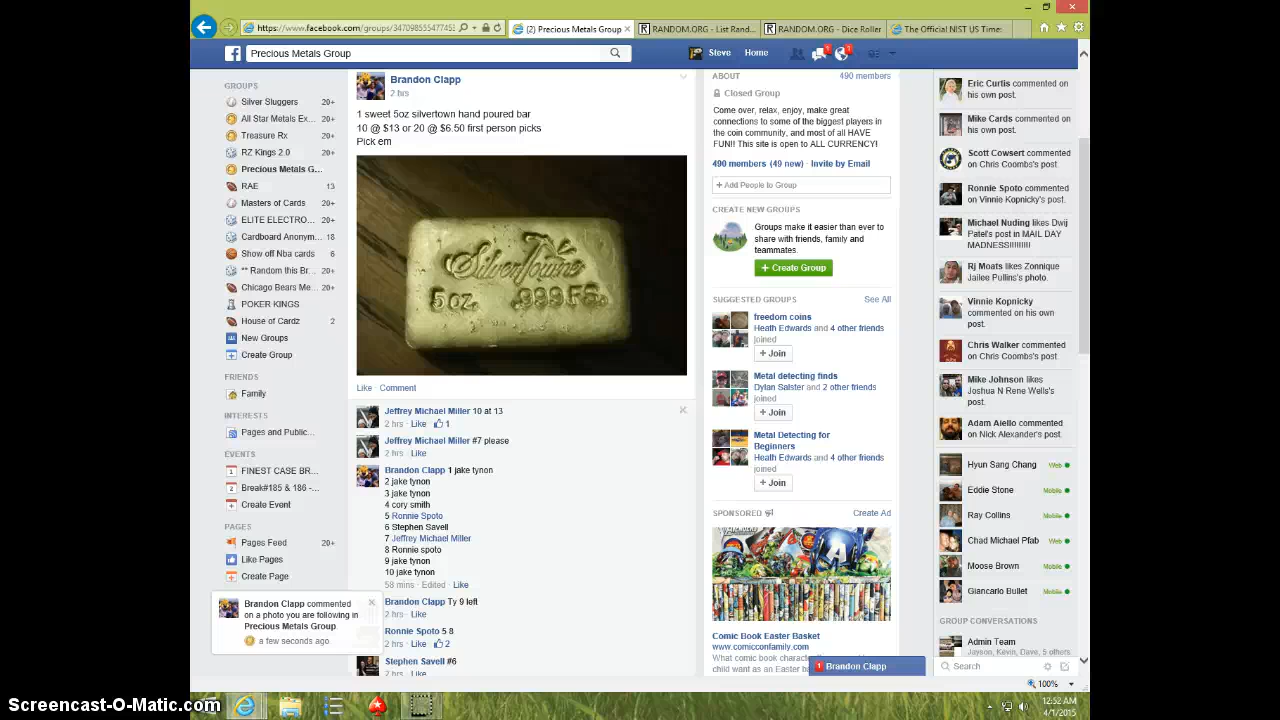 https://www.facebook.com/groups/347098555477453
(2) Precious Metals Group
RANDOM.ORG - List Rand...
RANDOM.ORG - Dice Roller
The Official NIST US Time:
Precious Metals Group
Steve
Home
1
1
GROUPS
Silver Sluggers 20+
All Star Metals Ex... 20+
Treasure Rx 20+
RZ Kings 2.0 20+
Precious Metals G... 20+
RAE 13
Masters of Cards 20+
ELITE ELECTRO... 20+
Cardboard Anonym... 18
Show off Nba cards 6
** Random this Br... 20+
Chicago Bears Me... 20+
POKER KINGS
House of Cardz 2
New Groups
Create Group
FRIENDS
Family
INTERESTS
Pages and Public...
EVENTS
1 FINEST CASE BR...
2 Break#185 & 186 -...
Create Event
PAGES
Pages Feed 20+
Like Pages
Create Page
Brandon Clapp commented
on a photo you are following in
Precious Metals Group.
a few seconds ago
Brandon Clapp
2 hrs
1 sweet 5oz silvertown hand poured bar
10 @ $13 or 20 @ $6.50 first person picks
Pick em
SilverTowne
5 oz. .999 FS.
Like · Comment
Jeffrey Michael Miller 10 at 13
2 hrs · Like · 1
Jeffrey Michael Miller #7 please
2 hrs · Like
Brandon Clapp 1 jake tynon
2 jake tynon
3 jake tynon
4 cory smith
5 Ronnie Spoto
6 Stephen Savell
7 Jeffrey Michael Miller
8 Ronnie spoto
9 jake tynon
10 jake tynon
58 mins · Edited · Like
Brandon Clapp Ty 9 left
2 hrs · Like
Ronnie Spoto 5 8
2 hrs · Like · 2
Stephen Savell #6
2 hrs · Like
ABOUT 490 members
Closed Group
Come over, relax, enjoy, make great
connections to some of the biggest players in
the coin community, and most of all HAVE
FUN!! This site is open to ALL CURRENCY!
490 members (49 new) · Invite by Email
+ Add People to Group
CREATE NEW GROUPS
Groups make it easier than ever to
share with friends, family and
teammates.
+ Create Group
SUGGESTED GROUPS See All
freedom coins
Heath Edwards and 4 other friends
joined
+ Join
Metal detecting finds
Dylan Salster and 2 other friends
joined
+ Join
Metal Detecting for
Beginners
Heath Edwards and 4 other friends
joined
+ Join
SPONSORED Create Ad
Comic Book Easter Basket
www.comicconfamily.com
What comic book charact
child want as an Easter ba
1 Brandon Clapp
Eric Curtis commented on
his own post.
Mike Cards commented
on his own post.
Scott Cowsert commented
on Chris Coombs's post.
Ronnie Spoto commented
on Vinnie Kopnicky's post.
Michael Nuding likes Dwij
Patel's post in MAIL DAY
MADNESS!!!!!!!!!
Rj Moats likes Zonnique
Jailee Pullins's photo.
Vinnie Kopnicky
commented on his own
post.
Chris Walker commented
on Chris Coombs's post.
Mike Johnson likes
Joshua N Rene Wells's
post.
Adam Aiello commented
on Nick Alexander's post.
Hyun Sang Chang Web
Eddie Stone Mobile
Ray Collins Mobile
Chad Michael Pfab Web
Moose Brown Mobile
Giancarlo Bullet Mobile
GROUP CONVERSATIONS
Admin Team
Jayson, Kevin, Dave, 5 others
Search
100%
Screencast-O-Matic.com
12:52 AM
4/1/2015